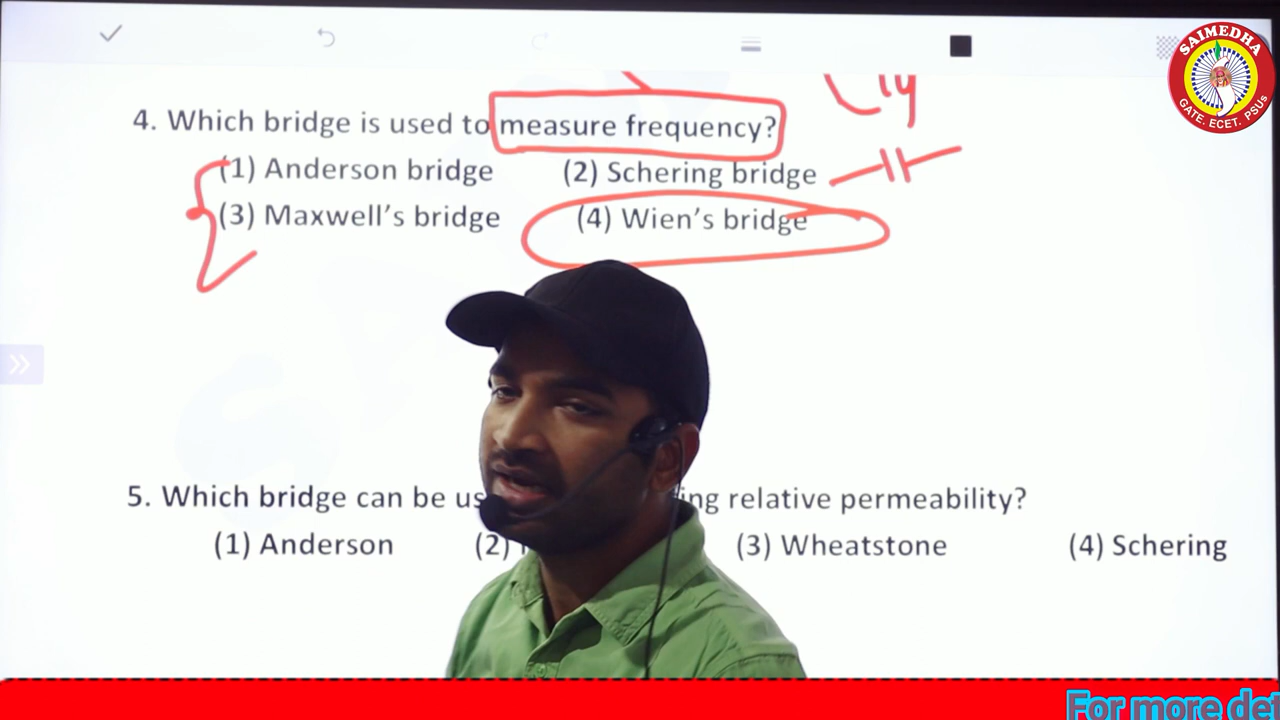 SAIMEDHA
GATE. ECET. PSUs
4. Which bridge is used to measure frequency?
(1) Anderson bridge (2) Schering bridge
(3) Maxwell's bridge (4) Wien's bridge
5. Which bridge can be us ing relative permeability?
(1) Anderson (2) (3) Wheatstone (4) Schering
For more det